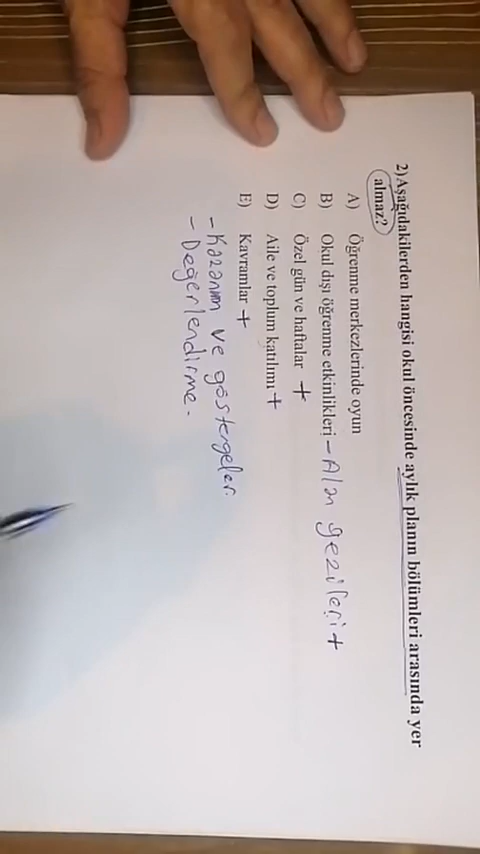 2) Aşağıdakilerden hangisi okul öncesinde aylık planın bölümleri arasında yer
almaz?
A) Öğrenme merkezlerinde oyun
B) Okul dışı öğrenme etkinlikleri - Alan gezileri +
C) Özel gün ve haftalar +
D) Aile ve toplum katılımı +
E) Kavramlar +
- Kazanım ve göstergeler
- Değerlendirme.